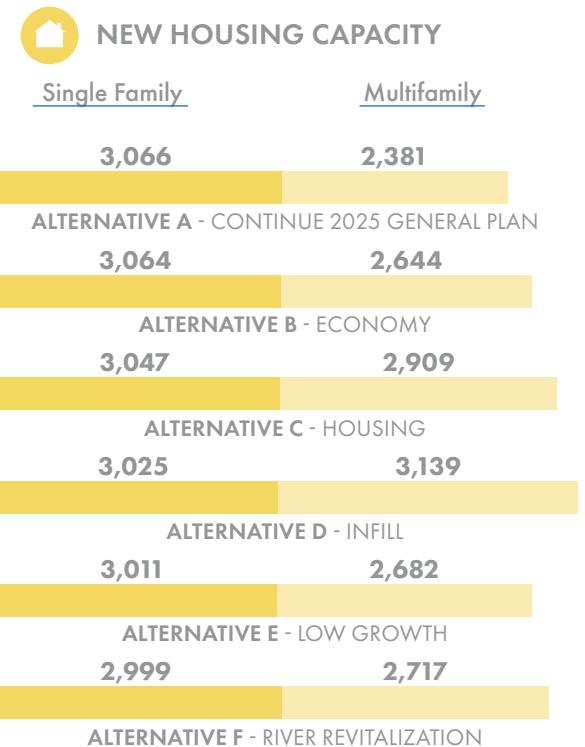 NEW HOUSING CAPACITY
Single Family Multifamily
3,066 2,381
ALTERNATIVE A - CONTINUE 2025 GENERAL PLAN
3,064 2,644
ALTERNATIVE B - ECONOMY
3,047 2,909
ALTERNATIVE C - HOUSING
3,025 3,139
ALTERNATIVE D - INFILL
3,011 2,682
ALTERNATIVE E - LOW GROWTH
2,999 2,717
ALTERNATIVE F - RIVER REVITALIZATION